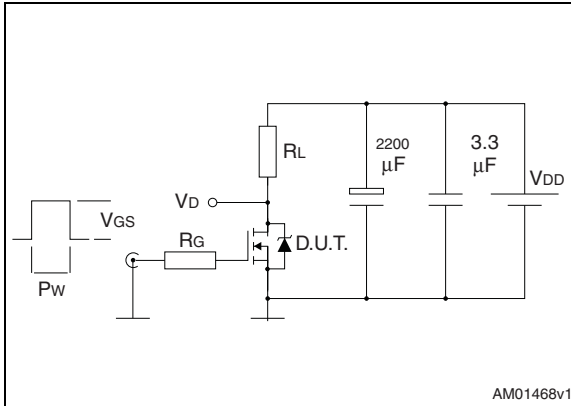 RL
2200
μF
3.3
μF
VDD
VD
VGS
RG
D.U.T.
PW
AM01468v1